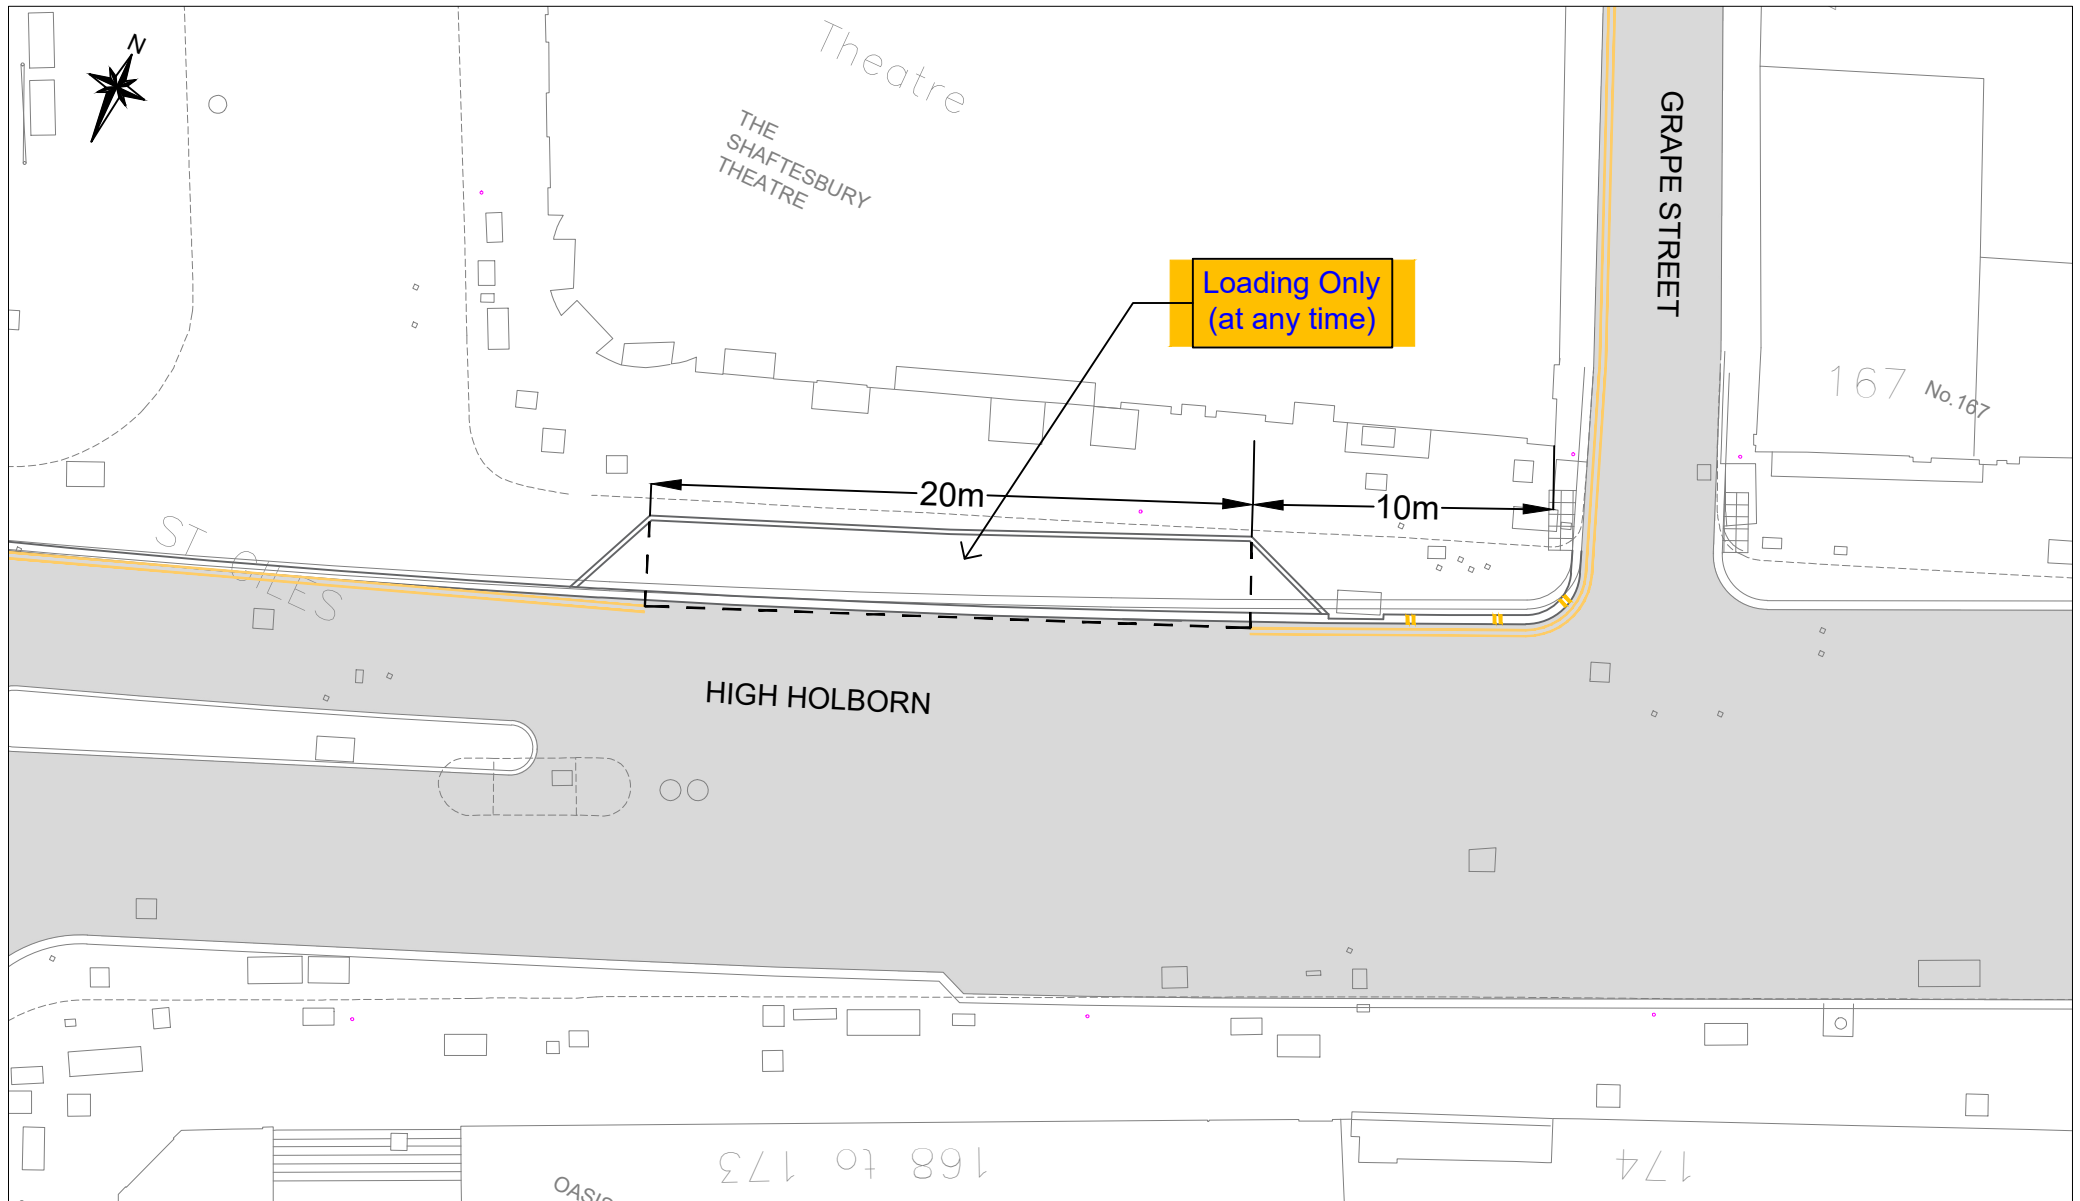 N
Theatre
THE
SHAFTESBURY
THEATRE
GRAPE STREET
Loading Only
(at any time)
167
No.167
20m
10m
ST GILES
HIGH HOLBORN
168 to 173
174
OASIS